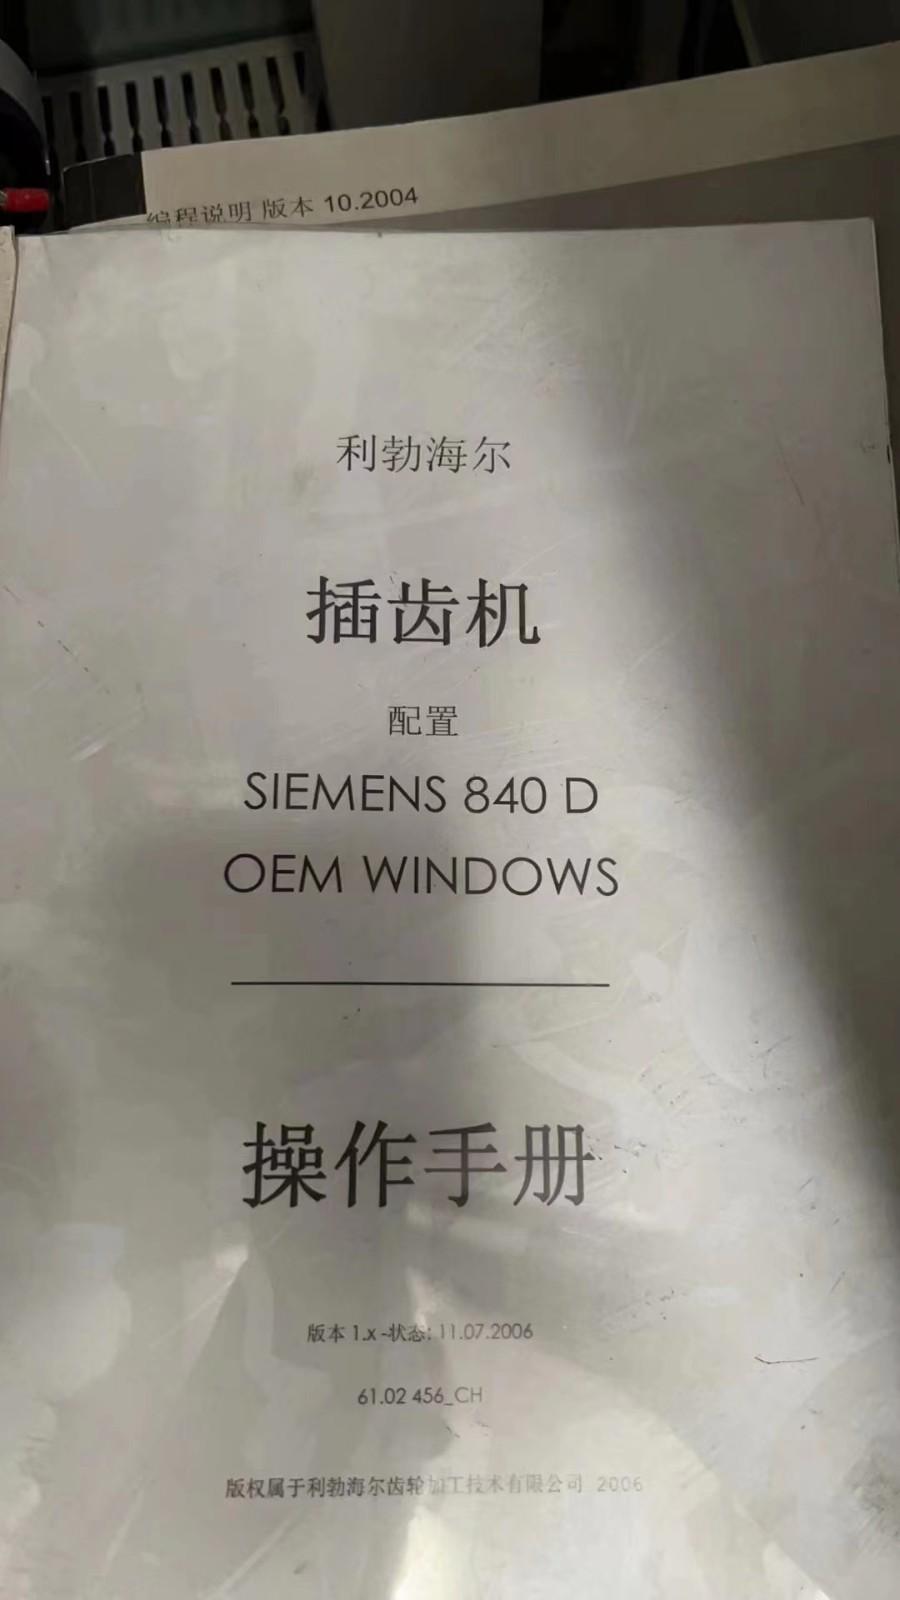 编程说明 版本 10.2004
利勃海尔
插齿机
配置
SIEMENS 840 D
OEM WINDOWS
操作手册
版本 1.x -状态: 11.07.2006
61.02 456_CH
版权属于利勃海尔齿轮加工技术有限公司 2006